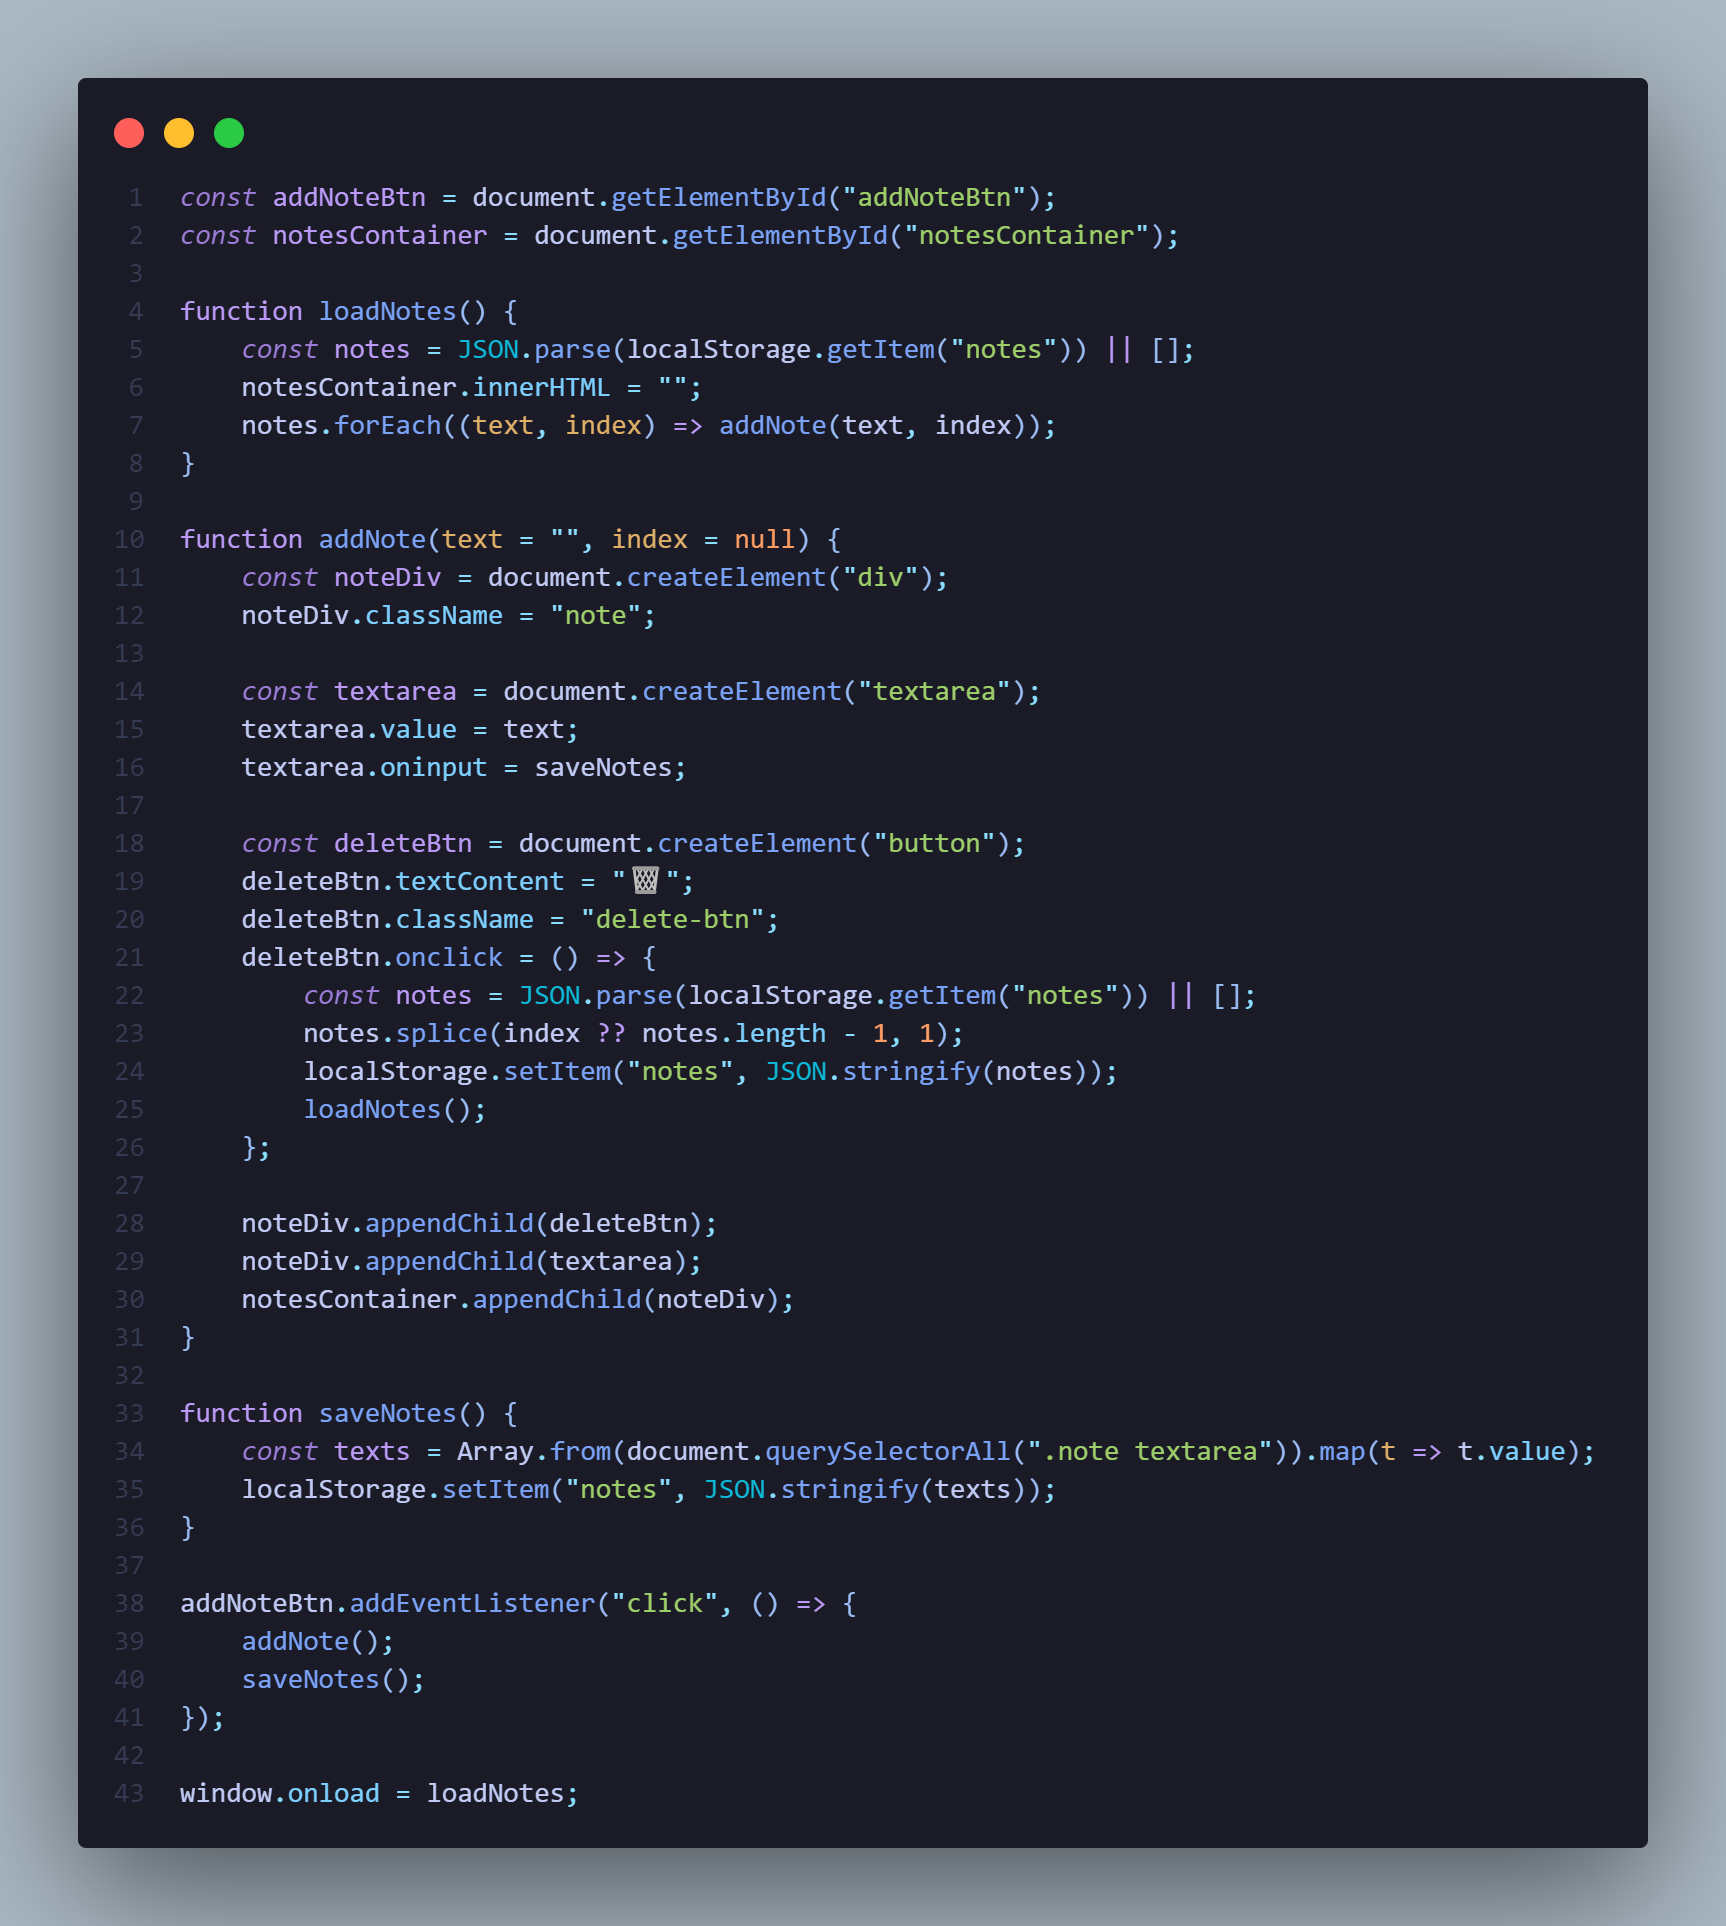 1 const addNoteBtn = document.getElementById("addNoteBtn");
2 const notesContainer = document.getElementById("notesContainer");
3
4 function loadNotes() {
5     const notes = JSON.parse(localStorage.getItem("notes")) || [];
6     notesContainer.innerHTML = "";
7     notes.forEach((text, index) => addNote(text, index));
8 }
9
10 function addNote(text = "", index = null) {
11     const noteDiv = document.createElement("div");
12     noteDiv.className = "note";
13
14     const textarea = document.createElement("textarea");
15     textarea.value = text;
16     textarea.oninput = saveNotes;
17
18     const deleteBtn = document.createElement("button");
19     deleteBtn.textContent = "🗑";
20     deleteBtn.className = "delete-btn";
21     deleteBtn.onclick = () => {
22         const notes = JSON.parse(localStorage.getItem("notes")) || [];
23         notes.splice(index ?? notes.length - 1, 1);
24         localStorage.setItem("notes", JSON.stringify(notes));
25         loadNotes();
26     };
27
28     noteDiv.appendChild(deleteBtn);
29     noteDiv.appendChild(textarea);
30     notesContainer.appendChild(noteDiv);
31 }
32
33 function saveNotes() {
34     const texts = Array.from(document.querySelectorAll(".note textarea")).map(t => t.value);
35     localStorage.setItem("notes", JSON.stringify(texts));
36 }
37
38 addNoteBtn.addEventListener("click", () => {
39     addNote();
40     saveNotes();
41 });
42
43 window.onload = loadNotes;